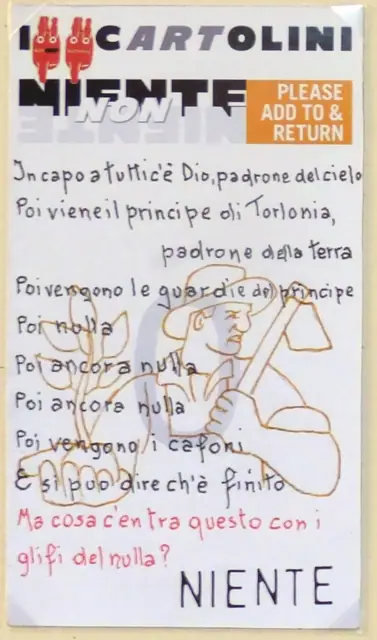 I CARTOLINI
NIENTE
NON
NIENTE
PLEASE
ADD TO &
RETURN
In capo a tutti c'è Dio, padrone del cielo
Poi viene il principe di Torlonia,
padrone della terra
Poi vengono le guardie del principe
Poi nulla
Poi ancora nulla
Poi ancora nulla
Poi vengono i cafoni
E si può dire ch'è finito
Ma cosa c'entra questo con i
glifi del nulla?
NIENTE